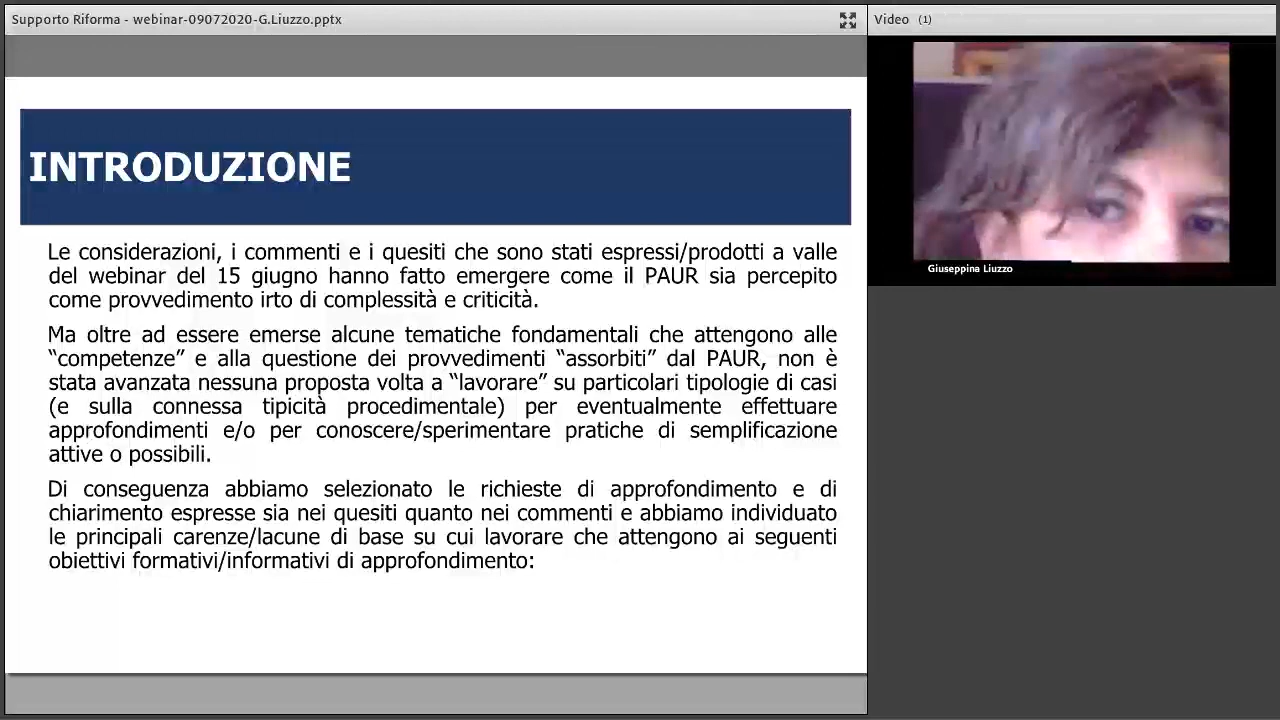 Supporto Riforma - webinar-09072020-G.Liuzzo.pptx
Video (1)
INTRODUZIONE
Le considerazioni, i commenti e i quesiti che sono stati espressi/prodotti a valle
del webinar del 15 giugno hanno fatto emergere come il PAUR sia percepito
come provvedimento irto di complessità e criticità.
Ma oltre ad essere emerse alcune tematiche fondamentali che attengono alle
“competenze” e alla questione dei provvedimenti “assorbiti” dal PAUR, non è
stata avanzata nessuna proposta volta a “lavorare” su particolari tipologie di casi
(e sulla connessa tipicità procedimentale) per eventualmente effettuare
approfondimenti e/o per conoscere/sperimentare pratiche di semplificazione
attive o possibili.
Di conseguenza abbiamo selezionato le richieste di approfondimento e di
chiarimento espresse sia nei quesiti quanto nei commenti e abbiamo individuato
le principali carenze/lacune di base su cui lavorare che attengono ai seguenti
obiettivi formativi/informativi di approfondimento:
Giuseppina Liuzzo